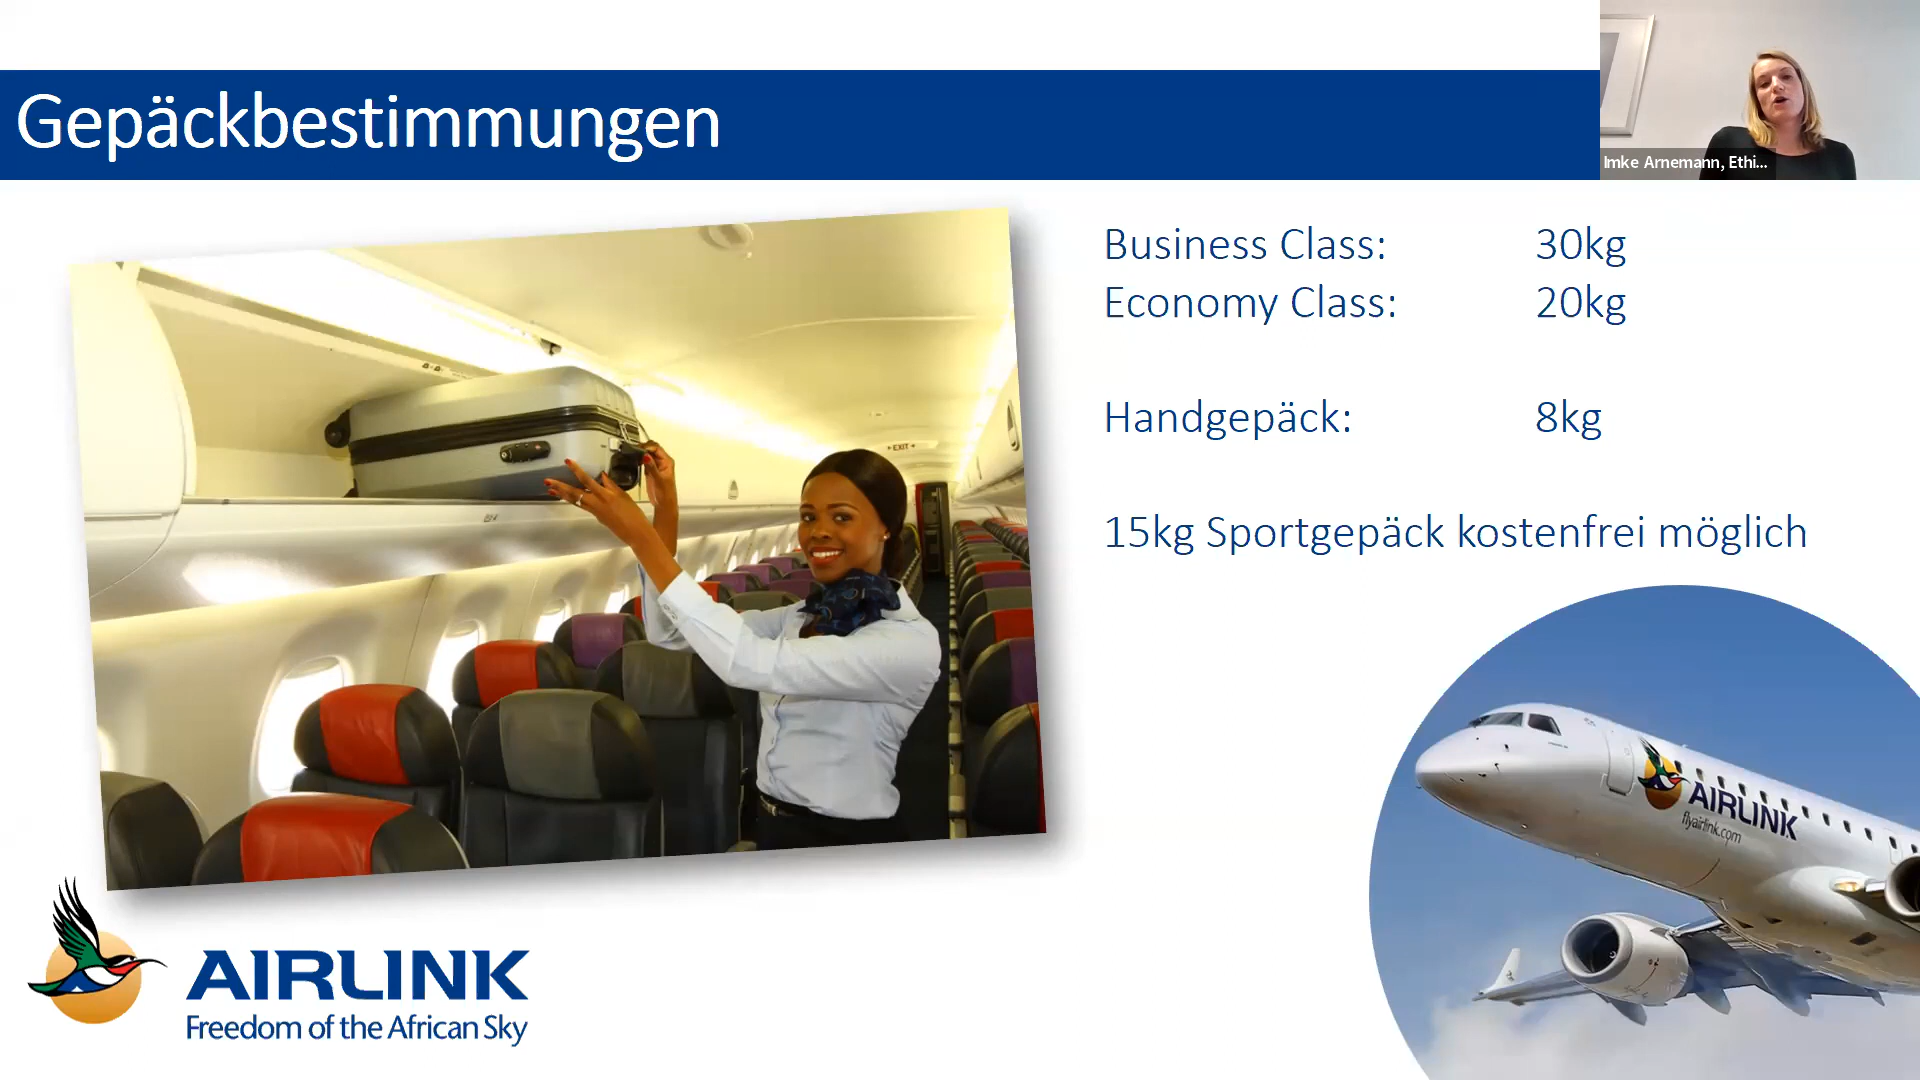 Gepäckbestimmungen
Imke Arnemann, Ethi...
Business Class: 30kg
Economy Class: 20kg
Handgepäck: 8kg
15kg Sportgepäck kostenfrei möglich
EXIT
AIRLINK
flyairlink.com
AIRLINK
Freedom of the African Sky